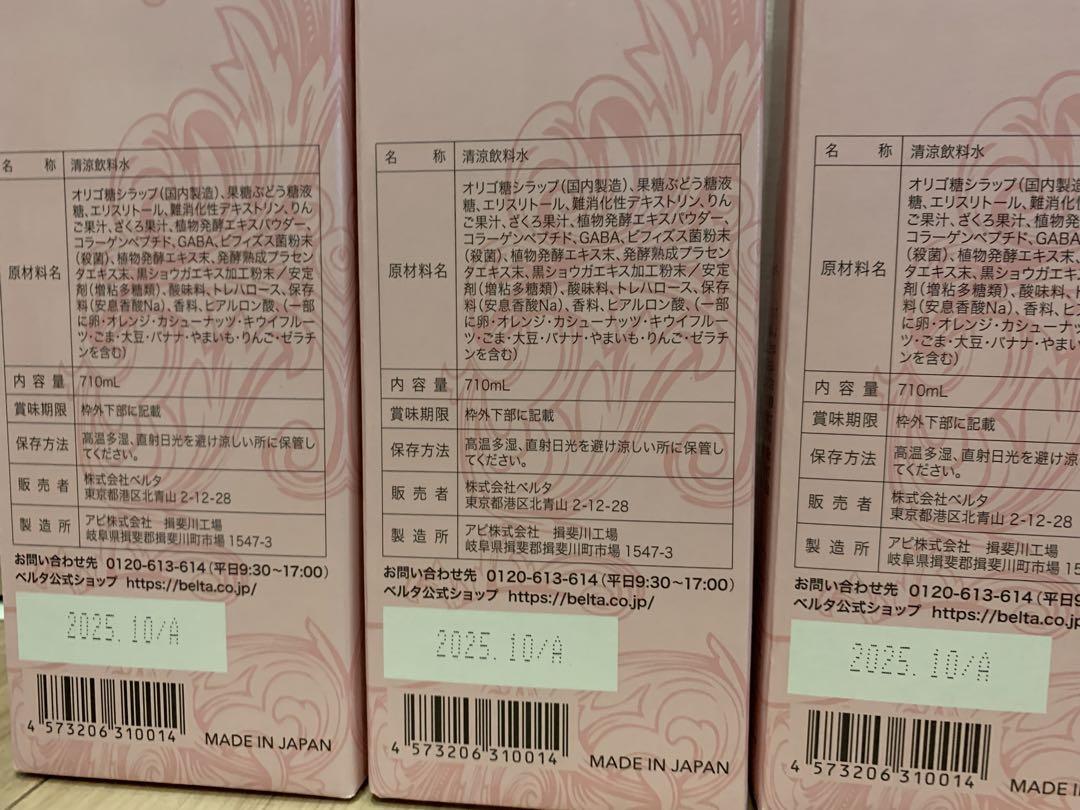 名 称 清涼飲料水
原材料名
オリゴ糖シラップ(国内製造)、果糖ぶどう糖液
糖、エリスリトール、難消化性デキストリン、りん
ご果汁、ざくろ果汁、植物発酵エキスパウダー、
コラーゲンペプチド、GABA、ビフィズス菌粉末
(殺菌)、植物発酵エキス末、発酵熟成プラセン
タエキス末、黒ショウガエキス加工粉末/安定
剤(増粘多糖類)、酸味料、トレハロース、保存
料(安息香酸Na)、香料、ヒアルロン酸、(一部
に卵・オレンジ・カシューナッツ・キウイフルー
ツ・ごま・大豆・バナナ・やまいも・りんご・ゼラチ
ンを含む)
内容量 710mL
賞味期限 枠外下部に記載
保存方法 高温多湿、直射日光を避け涼しい所に保管し
てください。
販売者 株式会社ベルタ
東京都港区北青山 2-12-28
製造所 アピ株式会社 揖斐川工場
岐阜県揖斐郡揖斐川町市場 1547-3
お問い合わせ先 0120-613-614(平日9:30〜17:00)
ベルタ公式ショップ https://belta.co.jp/
2025.10/A
4 573206 310014
MADE IN JAPAN
名 称 清涼飲料水
原材料名
オリゴ糖シラップ(国内製造)、果糖ぶどう糖液
糖、エリスリトール、難消化性デキストリン、りん
ご果汁、ざくろ果汁、植物発酵エキスパウダー、
コラーゲンペプチド、GABA、ビフィズス菌粉末
(殺菌)、植物発酵エキス末、発酵熟成プラセン
タエキス末、黒ショウガエキス加工粉末/安定
剤(増粘多糖類)、酸味料、トレハロース、保存
料(安息香酸Na)、香料、ヒアルロン酸、(一部
に卵・オレンジ・カシューナッツ・キウイフルー
ツ・ごま・大豆・バナナ・やまいも・りんご・ゼラチ
ンを含む)
内容量 710mL
賞味期限 枠外下部に記載
保存方法 高温多湿、直射日光を避け涼しい所に保管し
てください。
販売者 株式会社ベルタ
東京都港区北青山 2-12-28
製造所 アピ株式会社 揖斐川工場
岐阜県揖斐郡揖斐川町市場 1547-3
お問い合わせ先 0120-613-614(平日9:30〜17:00)
ベルタ公式ショップ https://belta.co.jp/
2025.10/A
4 573206 310014
MADE IN JAPAN
名 称 清涼飲料水
原材料名
オリゴ糖シラップ(国内製造
糖、エリスリトール、難消化性
ご果汁、ざくろ果汁、植物発
コラーゲンペプチド、GABA
(殺菌)、植物発酵エキス末、
タエキス末、黒ショウガエキス
剤(増粘多糖類)、酸味料、
料(安息香酸Na)、香料、ヒ
に卵・オレンジ・カシューナッ
ツ・ごま・大豆・バナナ・やまい
ンを含む)
内容量 710mL
賞味期限 枠外下部に記載
保存方法 高温多湿、直射日光を避け涼し
てください。
販売者 株式会社ベルタ
東京都港区北青山 2-12-28
製造所 アピ株式会社 揖斐川工場
岐阜県揖斐郡揖斐川町市場 15
お問い合わせ先 0120-613-614(平日
ベルタ公式ショップ https://belta.co.jp
2025.10/A
4 573206 310014
MADE